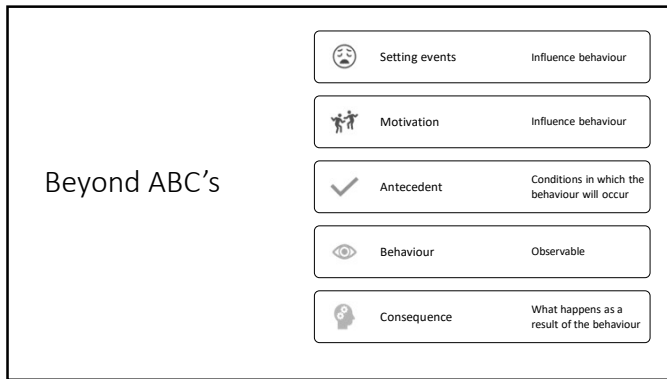 Beyond ABC’s
Setting events
Influence behaviour
Motivation
Influence behaviour
Antecedent
Conditions in which the
behaviour will occur
Behaviour
Observable
Consequence
What happens as a
result of the behaviour